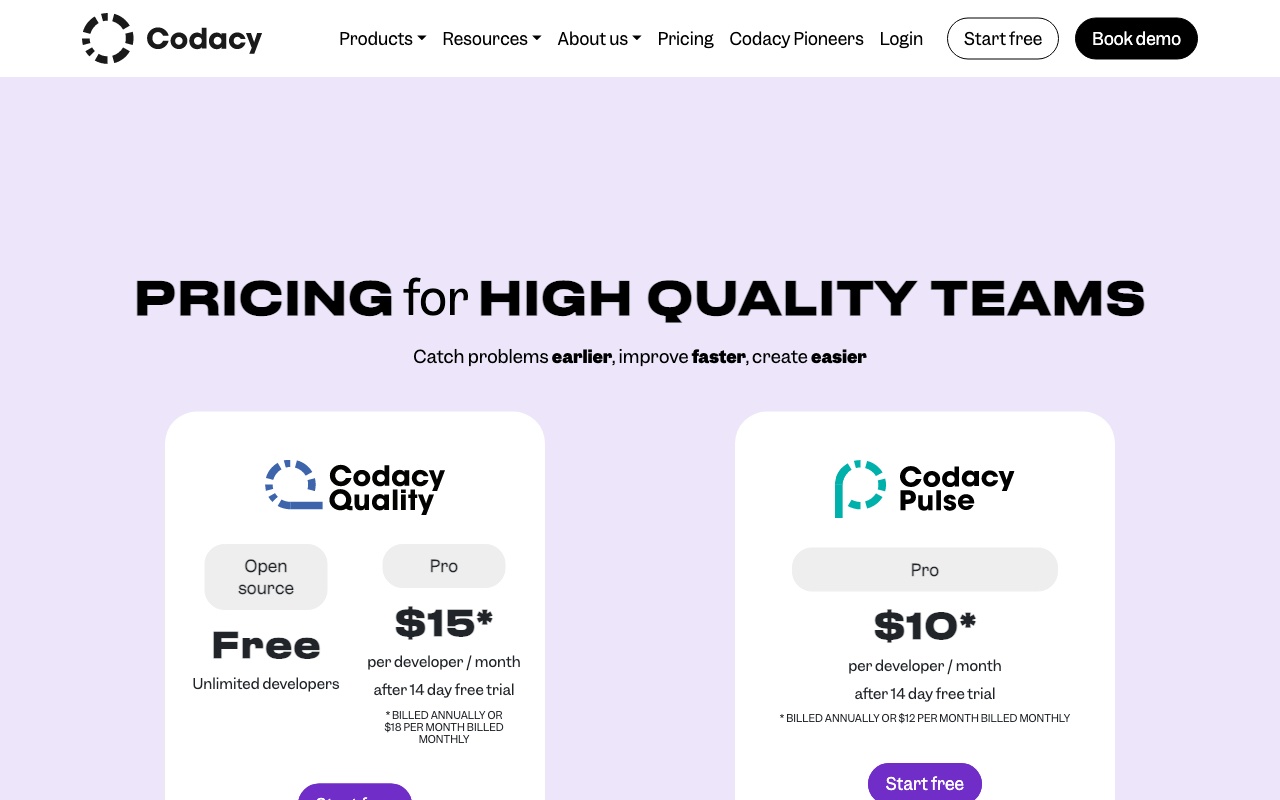 Codacy
Products
Resources
About us
Pricing
Codacy Pioneers
Login
Start free
Book demo
PRICING for HIGH QUALITY TEAMS
Catch problems earlier, improve faster, create easier
Codacy
Quality
Open
source
Free
Unlimited developers
Pro
$15*
per developer / month
after 14 day free trial
* BILLED ANNUALLY OR
$18 PER MONTH BILLED
MONTHLY
Codacy
Pulse
Pro
$10*
per developer / month
after 14 day free trial
* BILLED ANNUALLY OR $12 PER MONTH BILLED MONTHLY
Start free